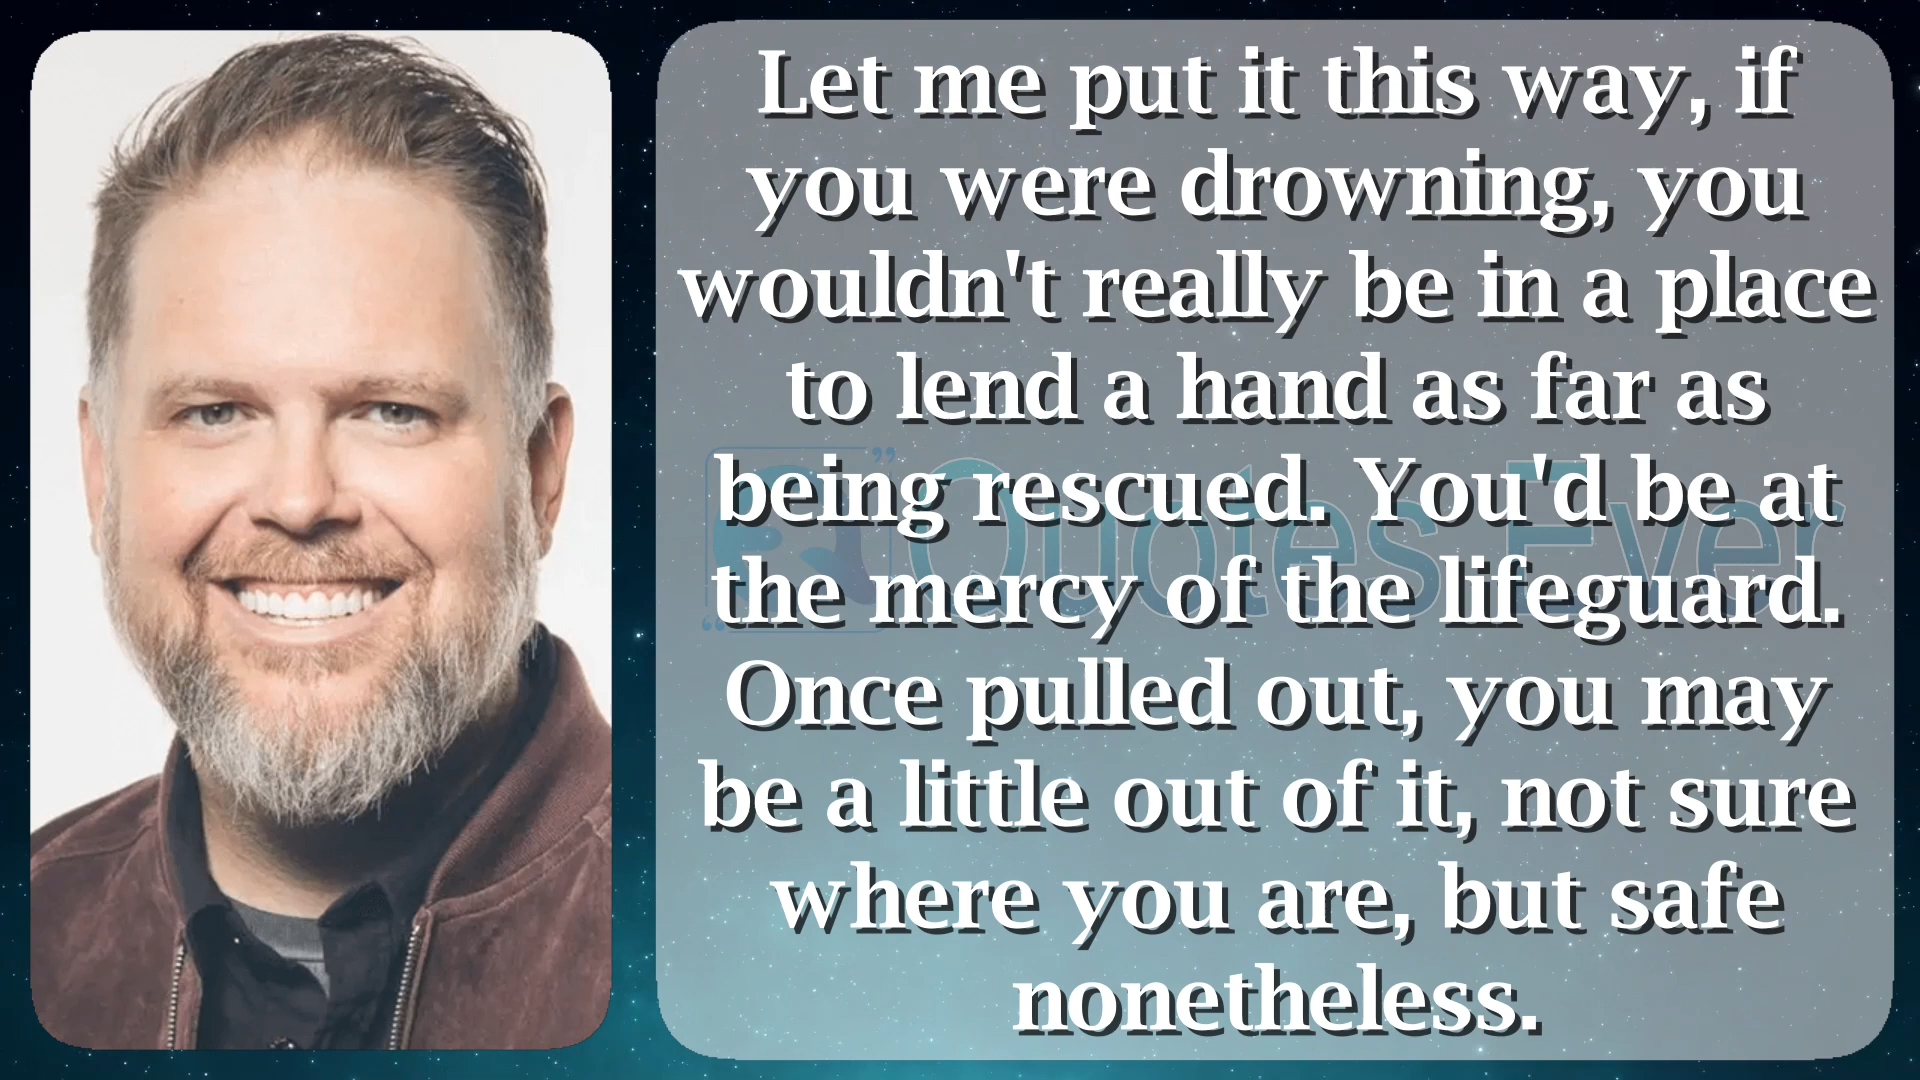 Let me put it this way, if
you were drowning, you
wouldn't really be in a place
to lend a hand as far as
being rescued. You'd be at
the mercy of the lifeguard.
Once pulled out, you may
be a little out of it, not sure
where you are, but safe
nonetheless.
Quotes Ever